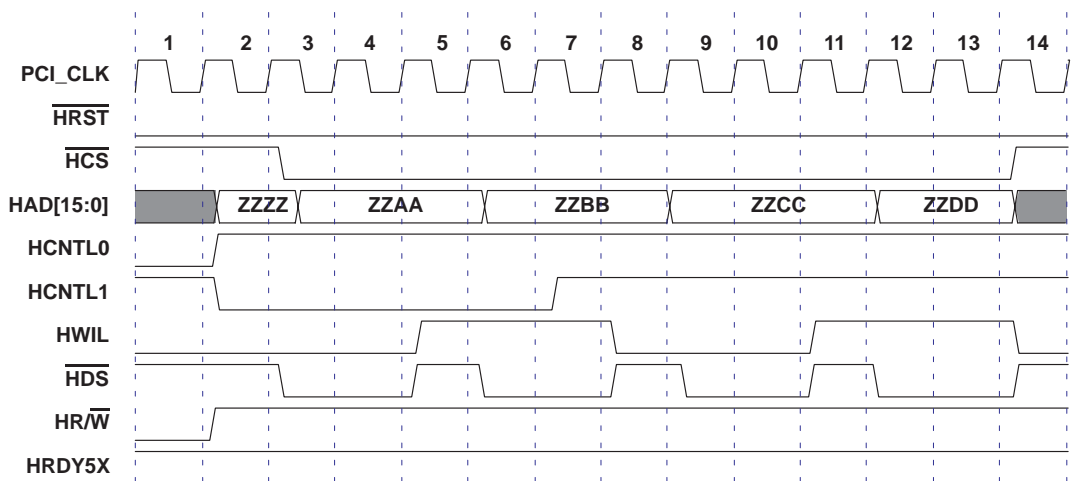 1 2 3 4 5 6 7 8 9 10 11 12 13 14
PCI_CLK
HRST
HCS
HAD[15:0] ZZZZ ZZAA ZZBB ZZCC ZZDD
HCNTL0
HCNTL1
HWIL
HDS
HR/W
HRDY5X